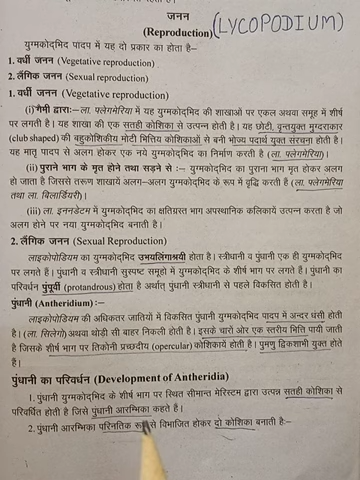 जनन
(Reproduction) (LYCOPODIUM)
युग्मकोद्‌भिद पादप में यह दो प्रकार का होता है–
1. वर्धी जनन (Vegetative reproduction)
2. लैंगिक जनन (Sexual reproduction)
1. वर्धी जनन (Vegetative reproduction)
(i) गैमी द्वारा:–ला. फ्लेगमेरिया में यह युग्मकोद्‌भिद की शाखाओं पर एकल अथवा समूह में शीर्ष
पर लगती है। यह शाखा की एक सतही कोशिका से उत्पन्न होती है। यह छोटी, वृन्तयुक्त मुग्दराकार
(club shaped) की बहुकोशिकीय मोटी भित्तिय कोशिकाओं से बनी भोज्य पदार्थ युक्त संरचना होती है।
यह मातृ पादप से अलग होकर एक नये युग्मकोद्‌भिद का निर्माण करती है (ला. फ्लेगमेरिया)।
(ii) पुराने भाग के मृत होने तथा सड़ने से :– युग्मकोद्‌भिद का पुराना भाग मृत होकर अलग
हो जाता है जिससे तरूण शाखायें अलग–अलग युग्मकोद्‌भिद के रूप में वृद्धि करती हैं (ला. फ्लेगमेरिया
तथा ला. बिलार्डियरी)।
(iii) ला. इननडेटम में युग्मकोद्‌भिद का क्षतिग्रस्त भाग अपस्थानिक कलिकायें उत्पन्न करता है जो
अलग होने पर नया युग्मकोद्‌भिद बनाती है।
2. लैंगिक जनन (Sexual Reproduction)
लाइकोपोडियम का युग्मकोद्‌भिद उभयलिंगाश्रयी होता है। स्त्रीधानी व पुंधानी एक ही युग्मकोद्‌भिद
पर लगते हैं। पुंधानी व स्त्रीधानी सुस्पष्ट समूहों में युग्मकोद्‌भिद के शीर्ष भाग पर लगते हैं। पुंधानी का
परिवर्धन पुंपूर्वी (protandrous) होता है अर्थात् पुंधानी स्त्रीधानी से पहले विकसित होती है।
पुंधानी (Antheridium) :–
लाइकोपोडियम की अधिकतर जातियों में विकसित पुंधानी युग्मकोद्‌भिद पादप में अन्दर धंसी होती
है। (ला. सिलेगो) अथवा थोड़ी सी बाहर निकली होती है। इसके चारों ओर एक स्तरीय भित्ति पायी जाती
है जिसके शीर्ष भाग पर तिकोनी प्रच्छदीय (opercular) कोशिकायें होती है। पुमणु द्विकशाभी युक्त होते
हैं।
पुंधानी का परिवर्धन (Development of Antheridia)
1. पुंधानी युग्मकोद्‌भिद के शीर्ष भाग पर स्थित सीमान्त मेरिस्टम द्वारा उत्पन्न सतही कोशिका से
परिवर्धित होती है जिसे पुंधानी आरम्भिका कहते हैं।
2. पुंधानी आरम्भिका परिनतिक से विभाजित होकर दो कोशिका बनाती है:–